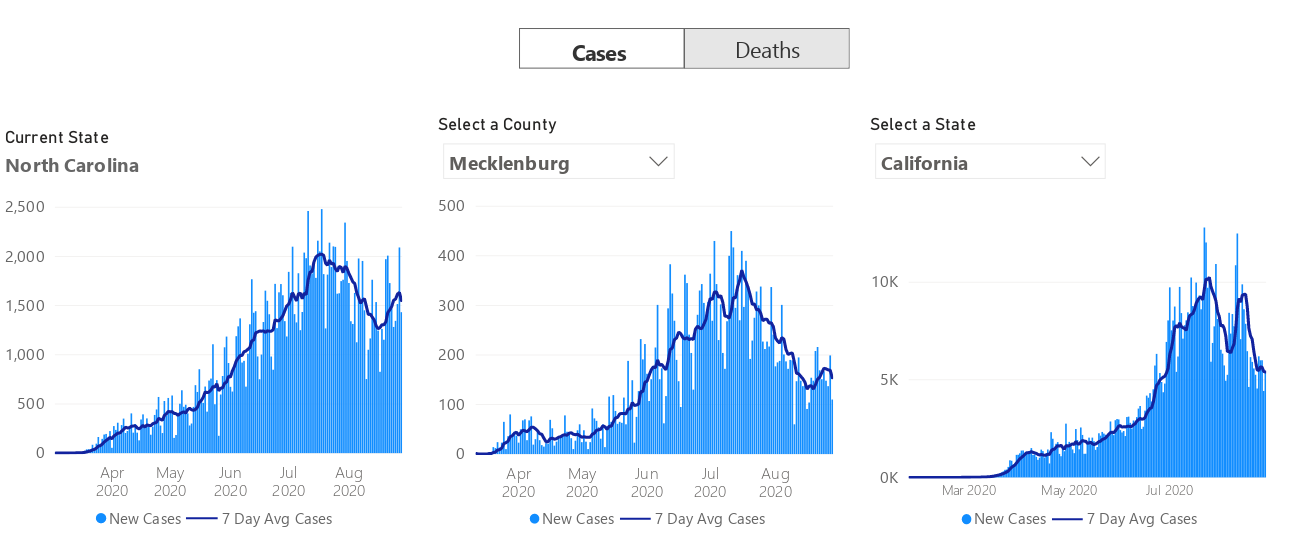 Cases Deaths
Current State
North Carolina
2,500
2,000
1,500
1,000
500
0
Apr May Jun Jul Aug
2020 2020 2020 2020 2020
New Cases 7 Day Avg Cases
Select a County
Mecklenburg
500
400
300
200
100
0
Apr May Jun Jul Aug
2020 2020 2020 2020 2020
New Cases 7 Day Avg Cases
Select a State
California
10K
5K
0K
Mar 2020 May 2020 Jul 2020
New Cases 7 Day Avg Cases